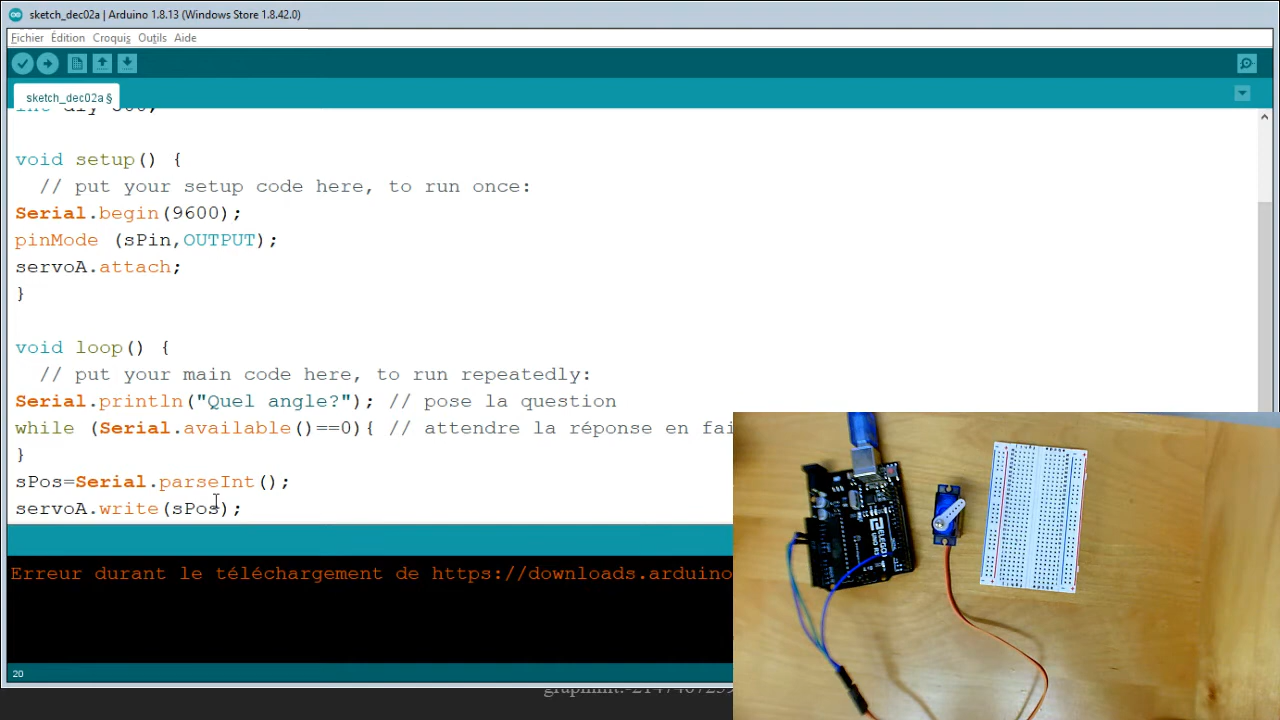 sketch_dec02a | Arduino 1.8.13 (Windows Store 1.8.42.0)
Fichier Édition Croquis Outils Aide
sketch_dec02a §
void setup() {
// put your setup code here, to run once:
Serial.begin(9600);
pinMode (sPin,OUTPUT);
servoA.attach;
}
void loop() {
// put your main code here, to run repeatedly:
Serial.println("Quel angle?"); // pose la question
while (Serial.available()==0){ // attendre la réponse en fai
}
sPos=Serial.parseInt();
servoA.write(sPos);
Erreur durant le téléchargement de https://downloads.arduino
20
ELEGOO
UNO R3